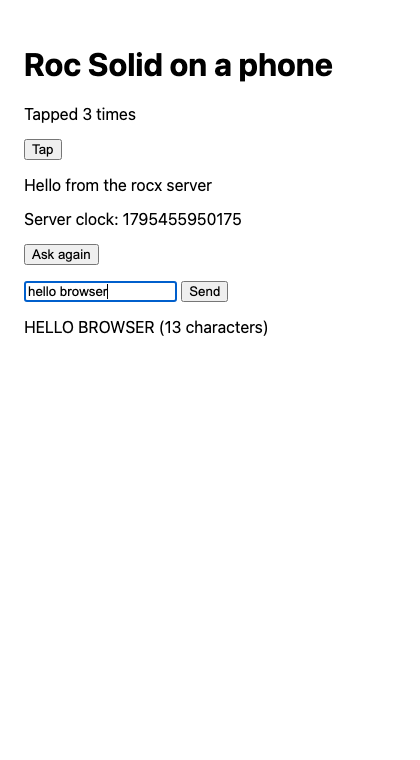 Roc Solid on a phone
Tapped 3 times
Tap
Hello from the rocx server
Server clock: 1795455950175
Ask again
hello browser Send
HELLO BROWSER (13 characters)